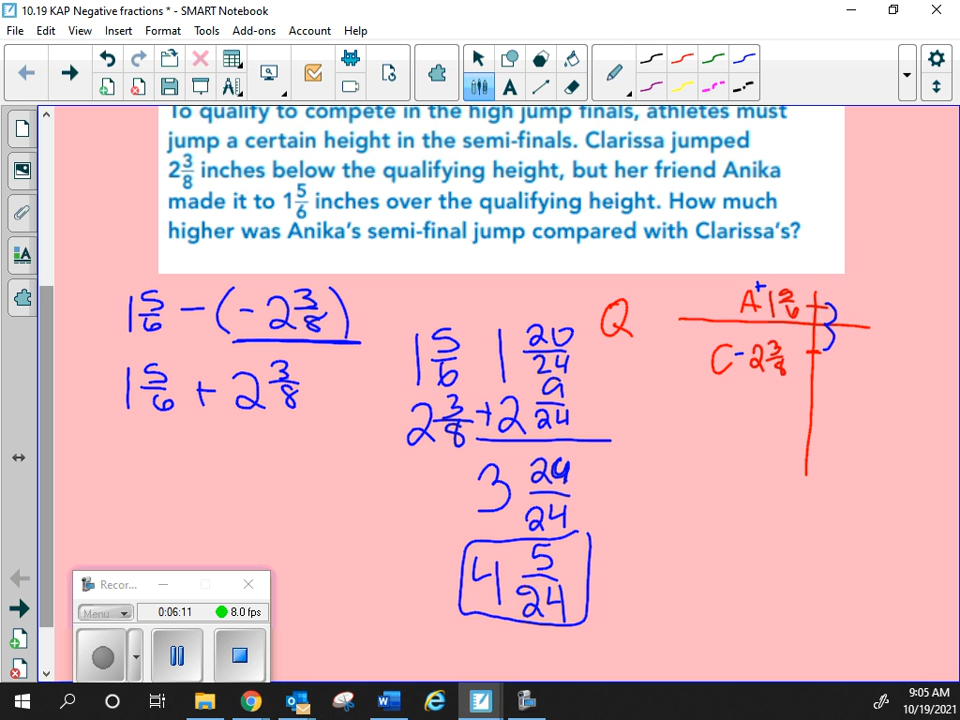 10.19 KAP Negative fractions * - SMART Notebook
File Edit View Insert Format Tools Add-ons Account Help
To qualify to compete in the high jump finals, athletes must
jump a certain height in the semi-finals. Clarissa jumped
2 3/8 inches below the qualifying height, but her friend Anika
made it to 1 5/6 inches over the qualifying height. How much
higher was Anika's semi-final jump compared with Clarissa's?
1 5/6 - (- 2 3/8)
1 5/6 + 2 3/8
1 5/6 1 20/24
2 3/8 + 2 9/24
3 29/24
4 5/24
Q
A + 1 5/6
C - 2 3/8
Recor...
Menu 0:06:11 8.0 fps
9:05 AM
10/19/2021